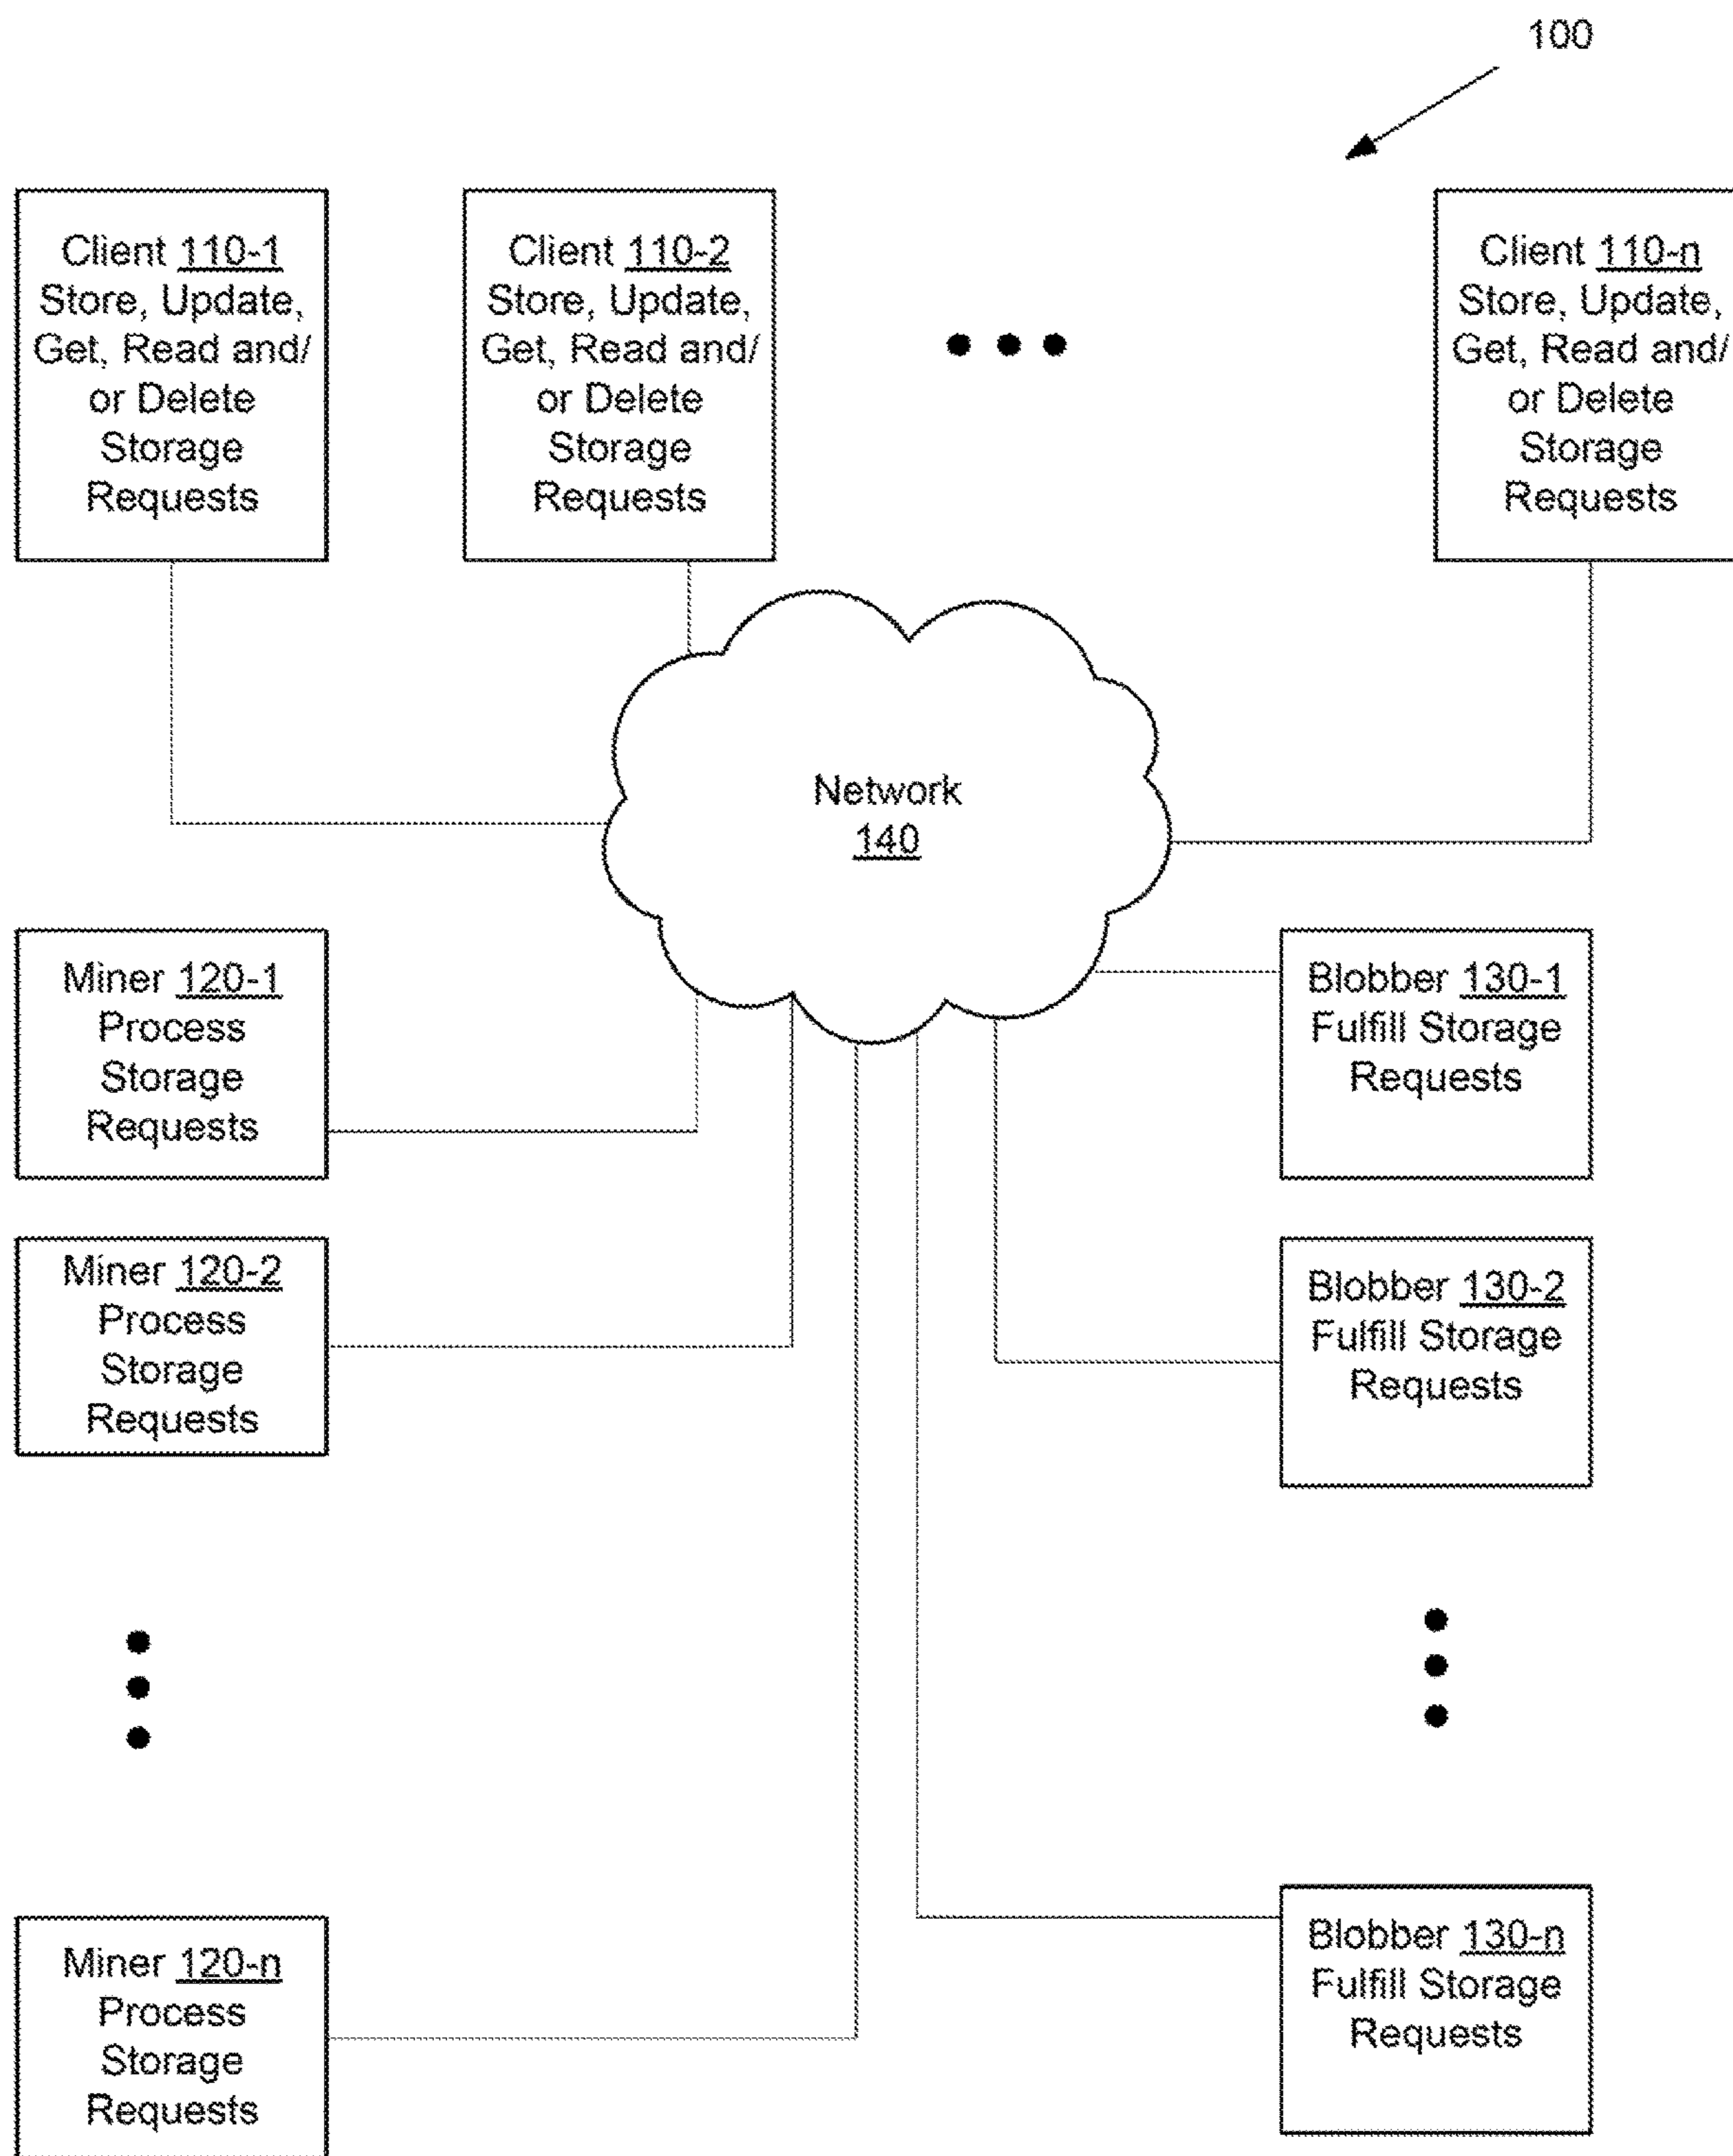 100
Client 110-1
Store, Update,
Get, Read and/
or Delete
Storage
Requests
Client 110-2
Store, Update,
Get, Read and/
or Delete
Storage
Requests
Client 110-n
Store, Update,
Get, Read and/
or Delete
Storage
Requests
Network
140
Miner 120-1
Process
Storage
Requests
Blobber 130-1
Fulfill Storage
Requests
Miner 120-2
Process
Storage
Requests
Blobber 130-2
Fulfill Storage
Requests
Miner 120-n
Process
Storage
Requests
Blobber 130-n
Fulfill Storage
Requests